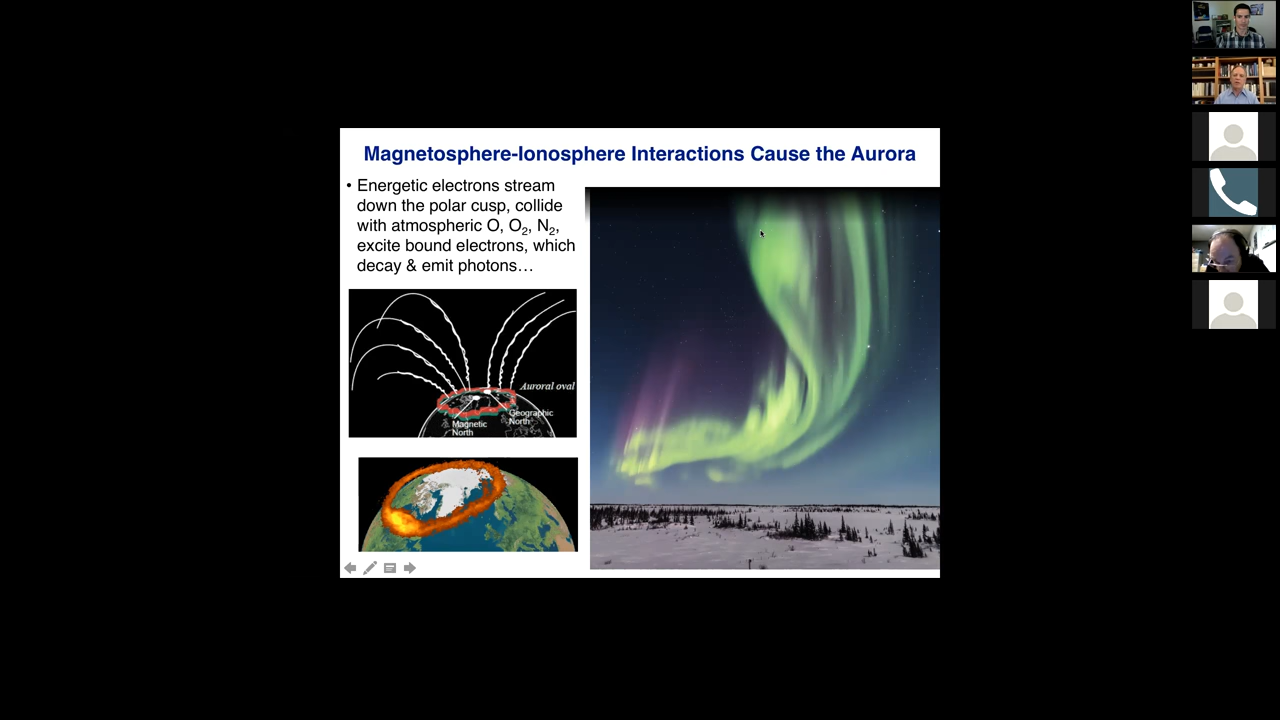 Magnetosphere-Ionosphere Interactions Cause the Aurora
• Energetic electrons stream
down the polar cusp, collide
with atmospheric O, O₂, N₂,
excite bound electrons, which
decay & emit photons…
Auroral oval
Geographic
North
Magnetic
North